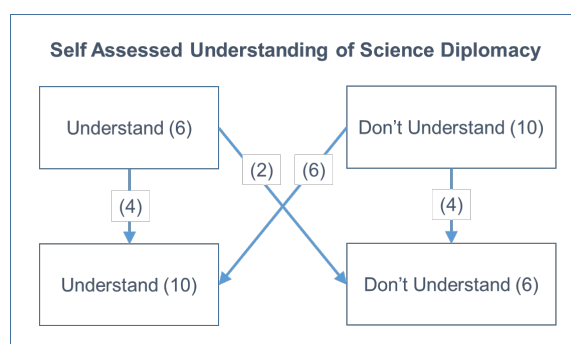 Self Assessed Understanding of Science Diplomacy
Understand (6)
Don't Understand (10)
(2)
(6)
(4)
(4)
Understand (10)
Don't Understand (6)